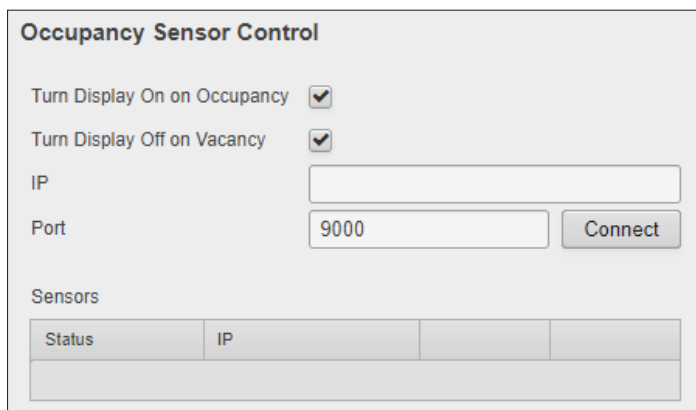 Occupancy Sensor Control
Turn Display On on Occupancy
Turn Display Off on Vacancy
IP
Port 9000 Connect
Sensors
Status IP